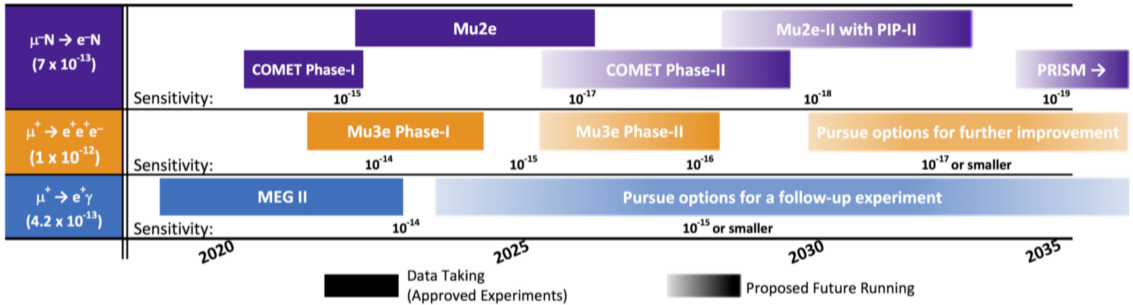 μ⁻N → e⁻N
(7 x 10⁻¹³)
Mu2e
Mu2e-II with PIP-II
COMET Phase-I
COMET Phase-II
PRISM →
Sensitivity:
10⁻¹⁵
10⁻¹⁷
10⁻¹⁸
10⁻¹⁹
μ⁺ → e⁺e⁺e⁻
(1 x 10⁻¹²)
Mu3e Phase-I
Mu3e Phase-II
Pursue options for further improvement
Sensitivity:
10⁻¹⁴
10⁻¹⁵
10⁻¹⁶
10⁻¹⁷ or smaller
μ⁺ → e⁺γ
(4.2 x 10⁻¹³)
MEG II
Pursue options for a follow-up experiment
Sensitivity:
10⁻¹⁴
10⁻¹⁵ or smaller
2020
2025
2030
2035
Data Taking
(Approved Experiments)
Proposed Future Running